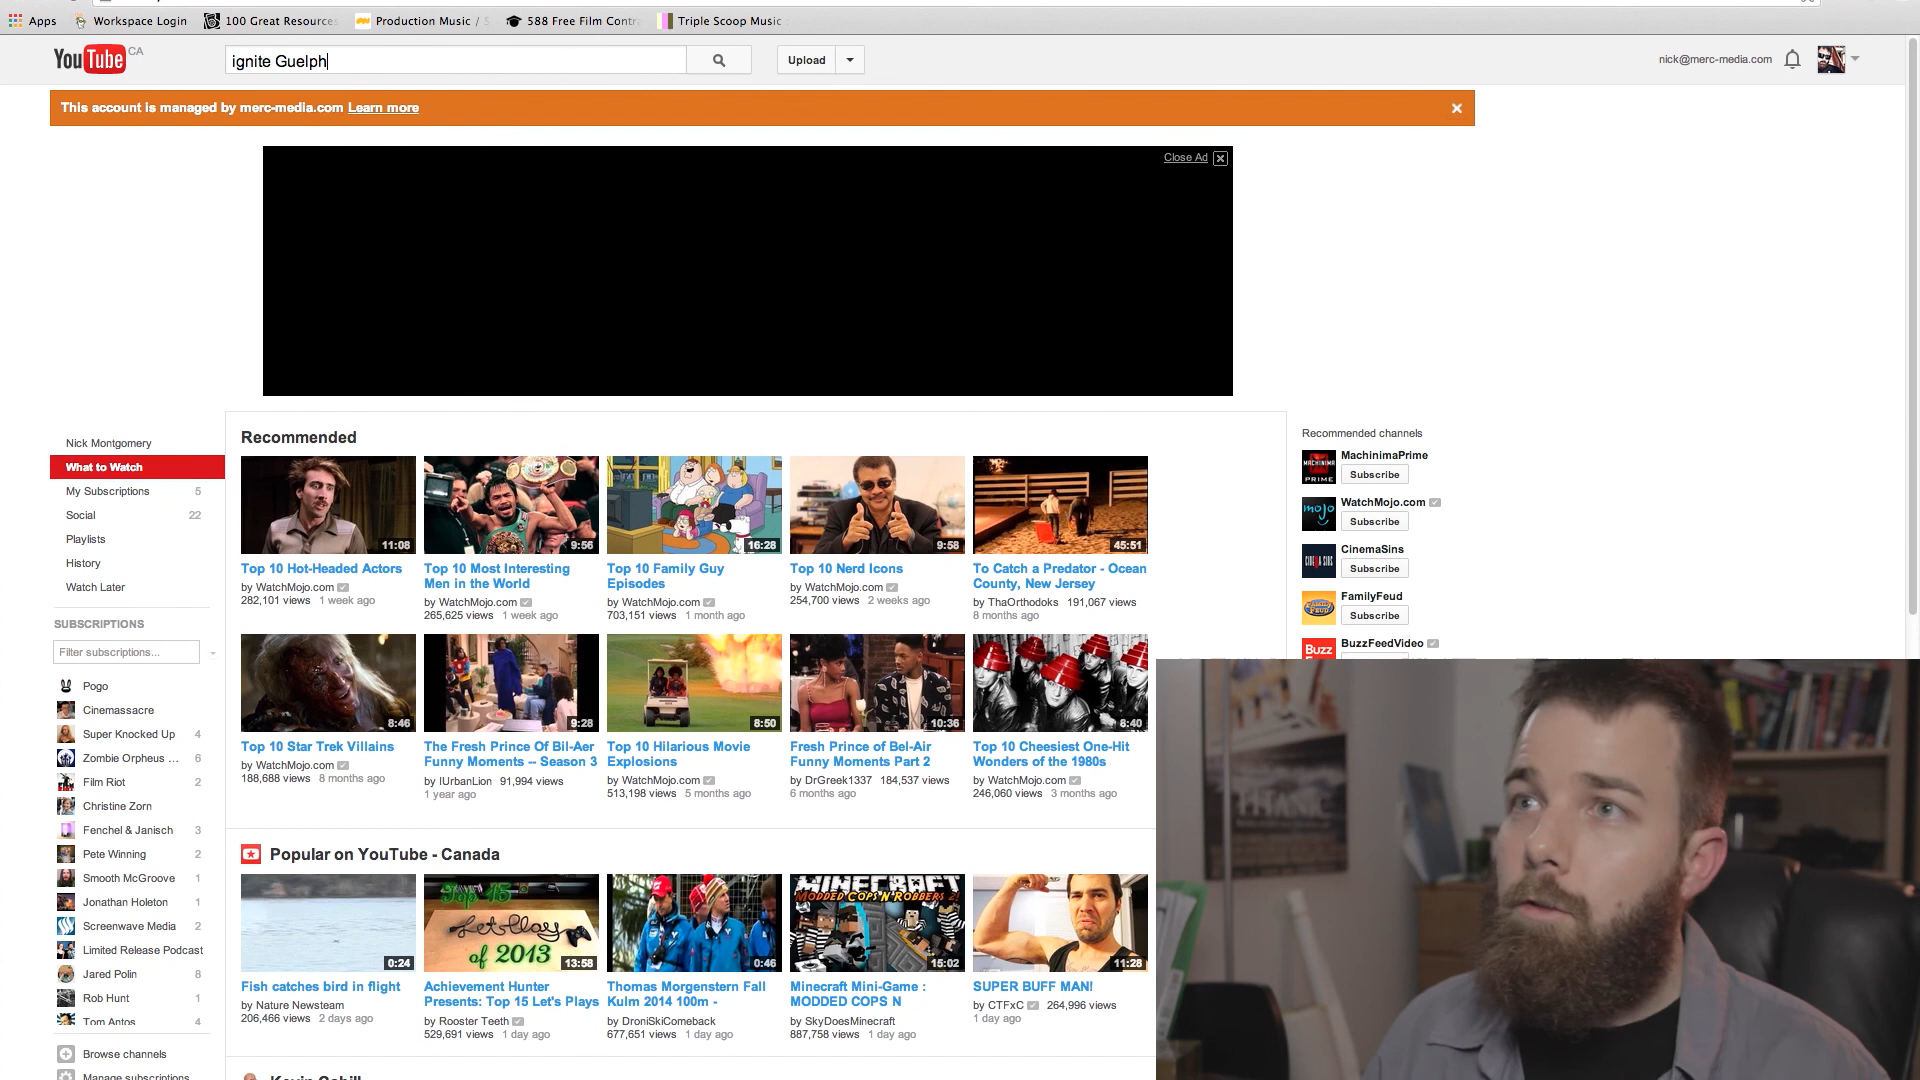 Apps
Workspace Login
100 Great Resources
Production Music / S
588 Free Film Contra
Triple Scoop Music
YouTube CA
ignite Guelph
Upload
nick@merc-media.com
This account is managed by merc-media.com Learn more
Close Ad
Nick Montgomery
What to Watch
My Subscriptions 5
Social 22
Playlists
History
Watch Later
SUBSCRIPTIONS
Filter subscriptions...
Pogo
Cinemassacre
Super Knocked Up 4
Zombie Orpheus ... 6
Film Riot 2
Christine Zorn
Fenchel & Janisch 3
Pete Winning 2
Smooth McGroove 1
Jonathan Holeton 1
Screenwave Media 2
Limited Release Podcast
Jared Polin 8
Rob Hunt 1
Tom Antos 4
Browse channels
Manage subscriptions
Recommended
11:08
Top 10 Hot-Headed Actors
by WatchMojo.com
282,101 views 1 week ago
9:56
Top 10 Most Interesting
Men in the World
by WatchMojo.com
265,625 views 1 week ago
16:28
Top 10 Family Guy
Episodes
by WatchMojo.com
703,151 views 1 month ago
9:58
Top 10 Nerd Icons
by WatchMojo.com
254,700 views 2 weeks ago
45:51
To Catch a Predator - Ocean
County, New Jersey
by ThaOrthodoks 191,067 views
8 months ago
8:46
Top 10 Star Trek Villains
by WatchMojo.com
188,688 views 8 months ago
9:28
The Fresh Prince Of Bil-Aer
Funny Moments -- Season 3
by IUrbanLion 91,994 views
1 year ago
8:50
Top 10 Hilarious Movie
Explosions
by WatchMojo.com
513,198 views 5 months ago
10:36
Fresh Prince of Bel-Air
Funny Moments Part 2
by DrGreek1337 184,537 views
6 months ago
8:40
Top 10 Cheesiest One-Hit
Wonders of the 1980s
by WatchMojo.com
246,060 views 3 months ago
Popular on YouTube - Canada
0:24
Fish catches bird in flight
by Nature Newsteam
206,466 views 2 days ago
Top 15
Let's Play
of 2013
13:58
Achievement Hunter
Presents: Top 15 Let's Plays
by Rooster Teeth
529,691 views 1 day ago
0:46
Thomas Morgenstern Fall
Kulm 2014 100m -
by DroniSkiComeback
677,651 views 1 day ago
MINECRAFT
MODDED COPS N ROBBERS 2!
15:02
Minecraft Mini-Game :
MODDED COPS N
by SkyDoesMinecraft
887,758 views 1 day ago
11:28
SUPER BUFF MAN!
by CTFxC 264,996 views
1 day ago
Kevin Cahill
Recommended channels
MACHINIMA
PRIME
MachinimaPrime
Subscribe
mojo
WatchMojo.com
Subscribe
CINEMA SINS
CinemaSins
Subscribe
FAMILY FEUD
FamilyFeud
Subscribe
Buzz
BuzzFeedVideo
TITANIC